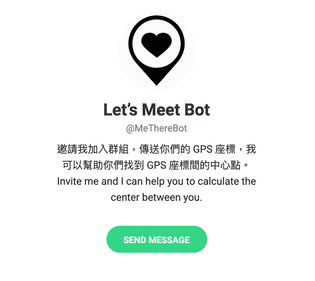 Let's Meet Bot
@MeThereBot
邀請我加入群組，傳送你們的 GPS 座標，我
可以幫助你們找到 GPS 座標間的中心點。
Invite me and I can help you to calculate the
center between you.
SEND MESSAGE